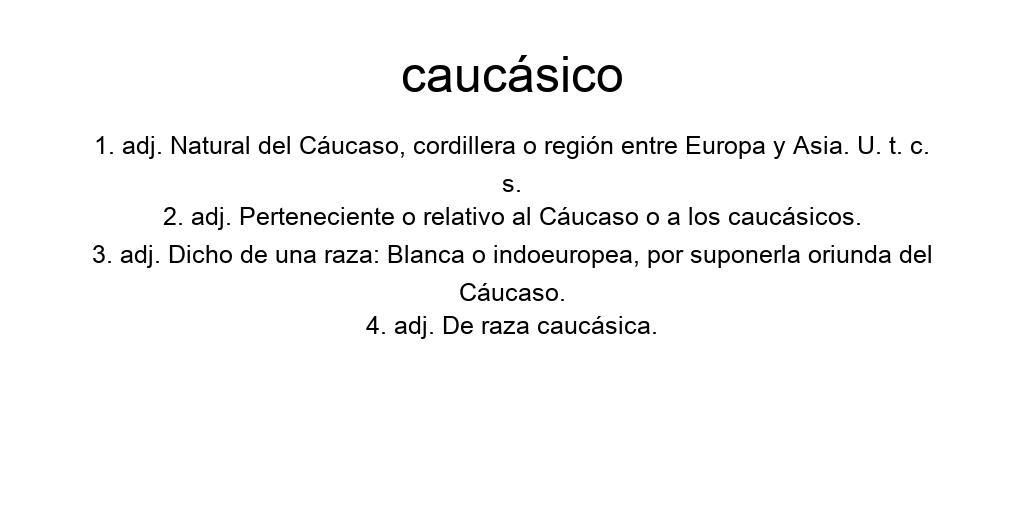 caucásico
1. adj. Natural del Cáucaso, cordillera o región entre Europa y Asia. U. t. c.
s.
2. adj. Perteneciente o relativo al Cáucaso o a los caucásicos.
3. adj. Dicho de una raza: Blanca o indoeuropea, por suponerla oriunda del
Cáucaso.
4. adj. De raza caucásica.